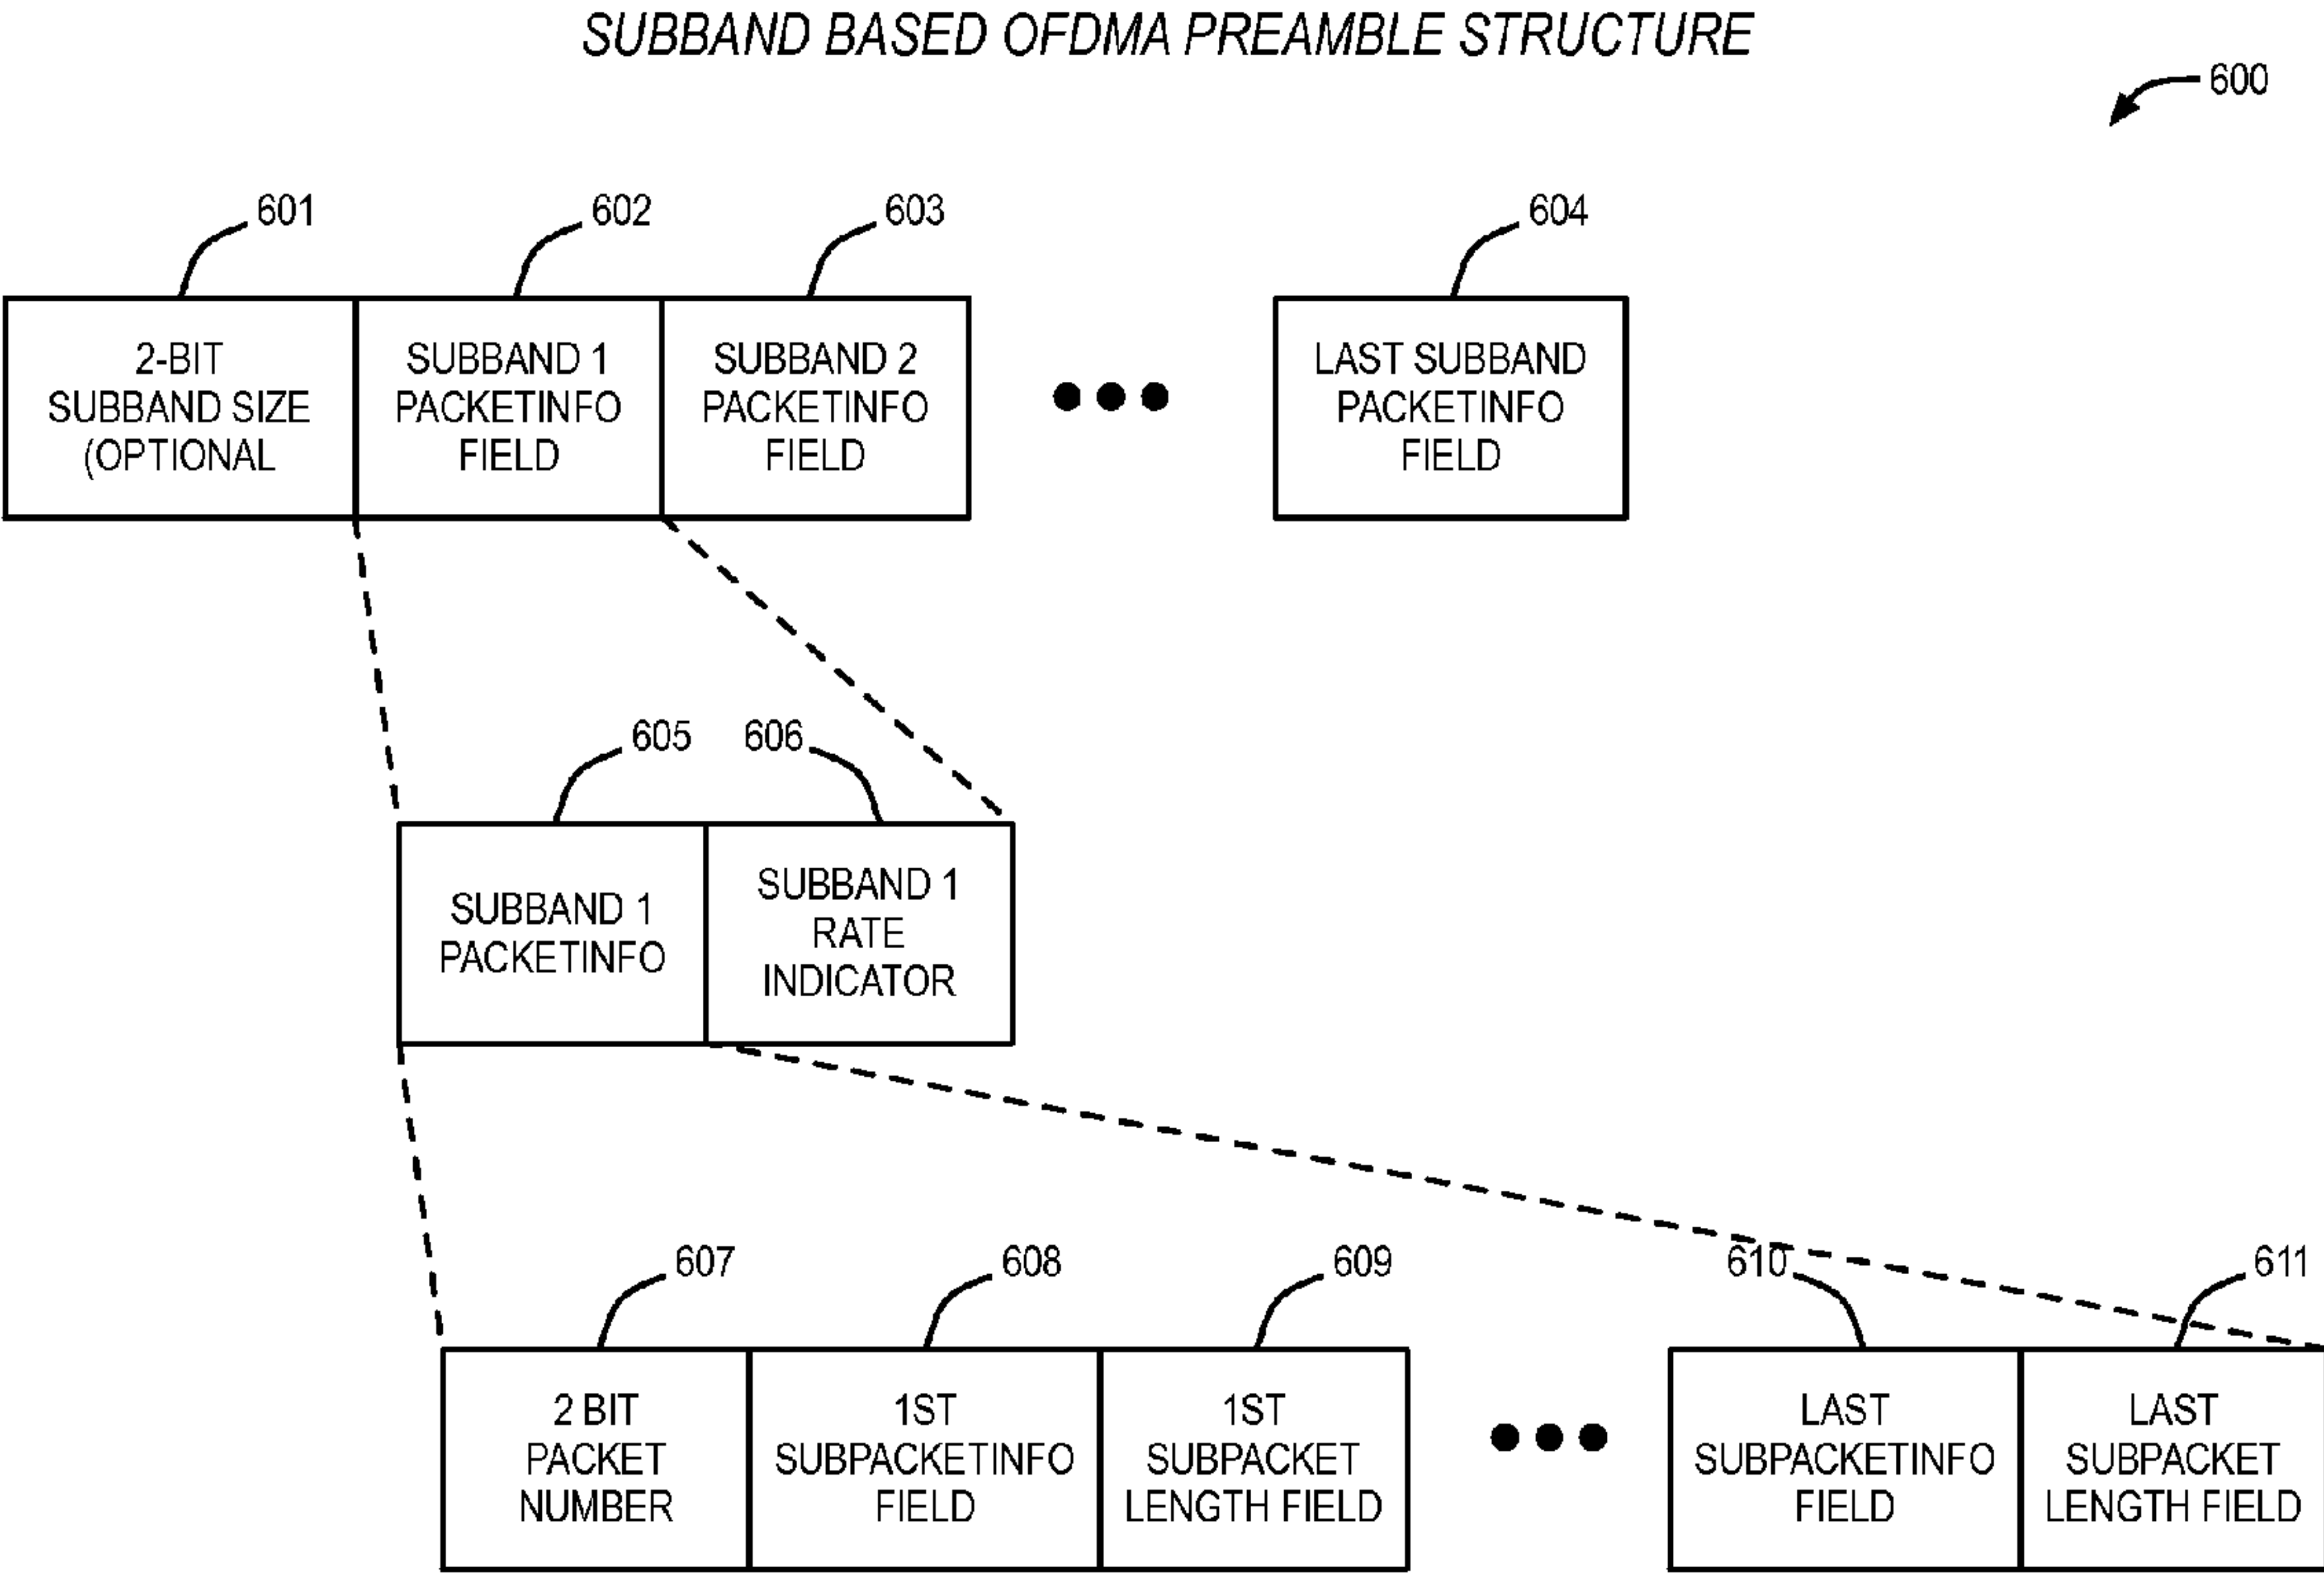 SUBBAND BASED OFDMA PREAMBLE STRUCTURE
600
601
602
603
604
2-BIT
SUBBAND SIZE
(OPTIONAL
SUBBAND 1
PACKETINFO
FIELD
SUBBAND 2
PACKETINFO
FIELD
LAST SUBBAND
PACKETINFO
FIELD
605
606
SUBBAND 1
PACKETINFO
SUBBAND 1
RATE
INDICATOR
607
608
609
610
611
2 BIT
PACKET
NUMBER
1ST
SUBPACKETINFO
FIELD
1ST
SUBPACKET
LENGTH FIELD
LAST
SUBPACKETINFO
FIELD
LAST
SUBPACKET
LENGTH FIELD